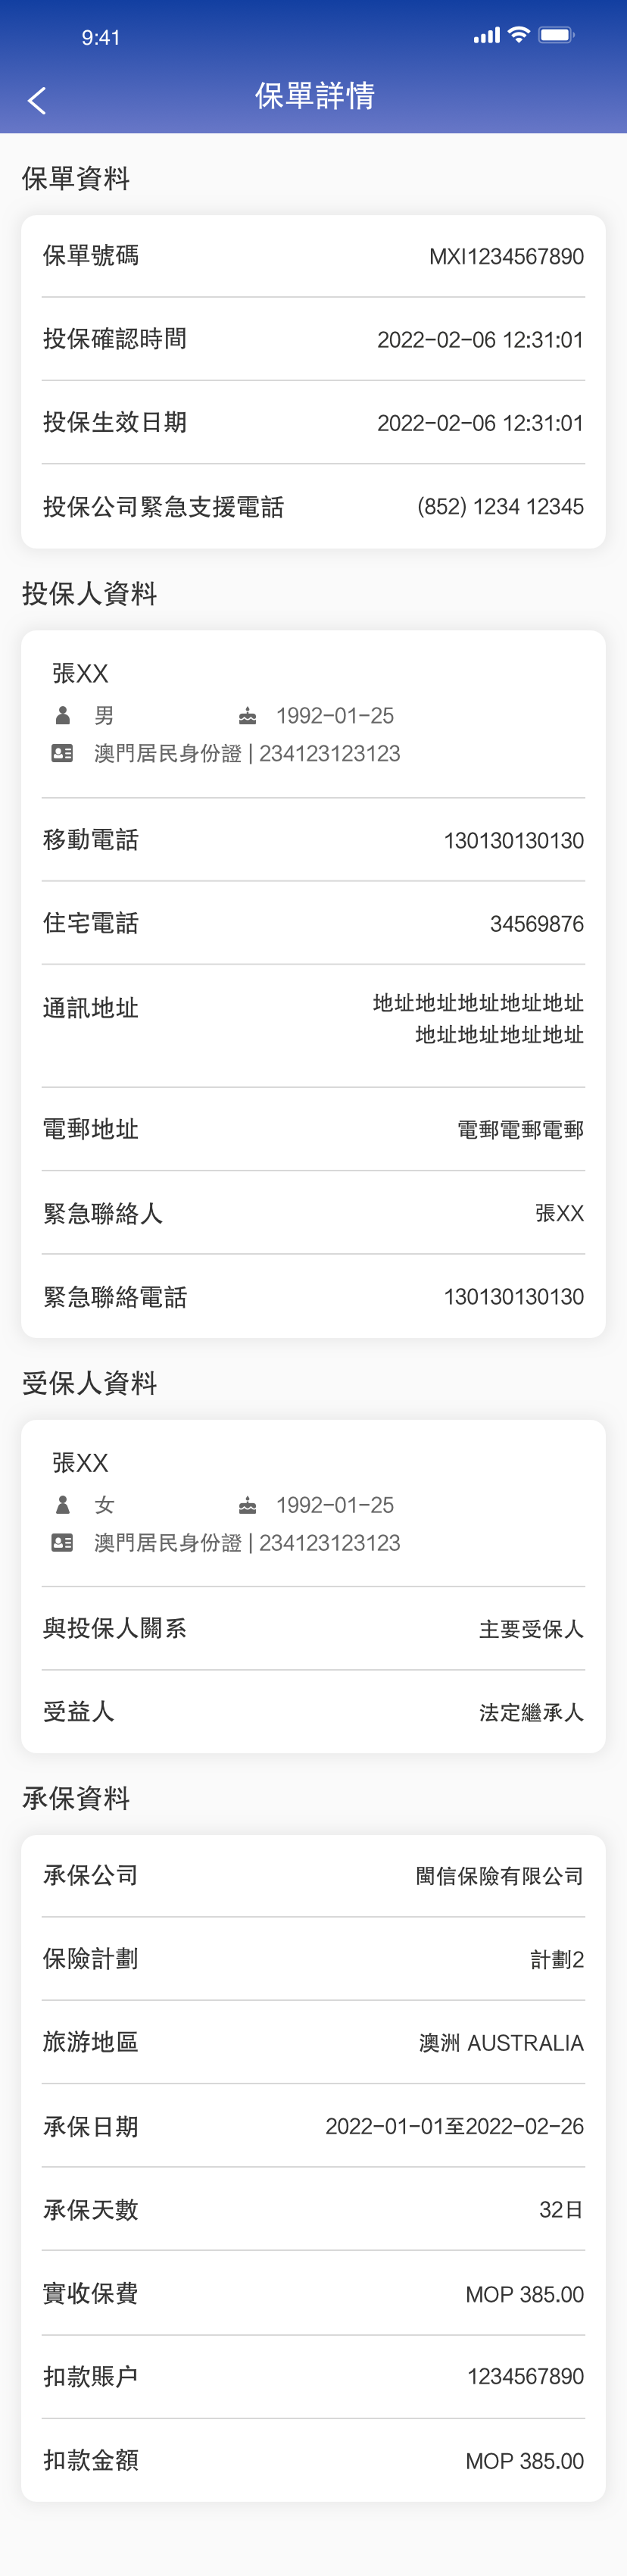 9:41
保單詳情
保單資料
保單號碼 MXI1234567890
投保確認時間 2022-02-06 12:31:01
投保生效日期 2022-02-06 12:31:01
投保公司緊急支援電話 (852) 1234 12345
投保人資料
張XX
男 1992-01-25
澳門居民身份證 | 234123123123
移動電話 130130130130
住宅電話 34569876
通訊地址 地址地址地址地址地址
地址地址地址地址
電郵地址 電郵電郵電郵
緊急聯絡人 張XX
緊急聯絡電話 130130130130
受保人資料
張XX
女 1992-01-25
澳門居民身份證 | 234123123123
與投保人關系 主要受保人
受益人 法定繼承人
承保資料
承保公司 閩信保險有限公司
保險計劃 計劃2
旅游地區 澳洲 AUSTRALIA
承保日期 2022-01-01至2022-02-26
承保天數 32日
實收保費 MOP 385.00
扣款賬户 1234567890
扣款金額 MOP 385.00